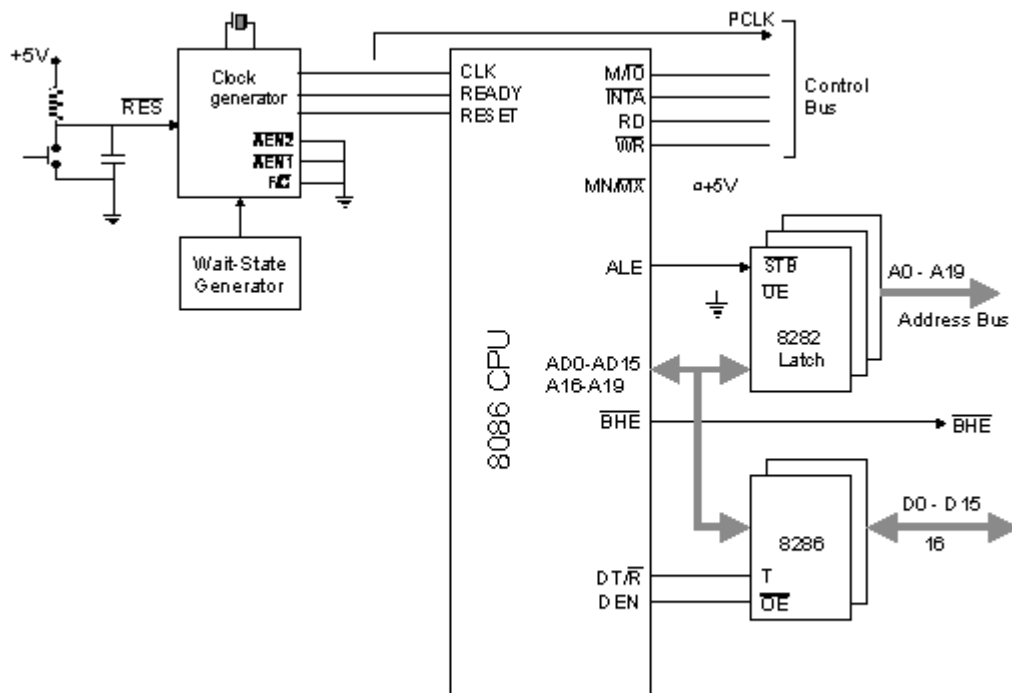 PCLK
+5V
Clock
generator
RES
AEN2
AEN1
F/C
Wait-State
Generator
CLK
READY
RESET
8086 CPU
M/IO
INTA
RD
WR
MN/MX
+5V
Control
Bus
ALE
STB
OE
8282
Latch
A0 - A19
Address Bus
AD0-AD15
A16-A19
BHE
BHE
8286
T
OE
D0 - D15
16
DT/R
DEN